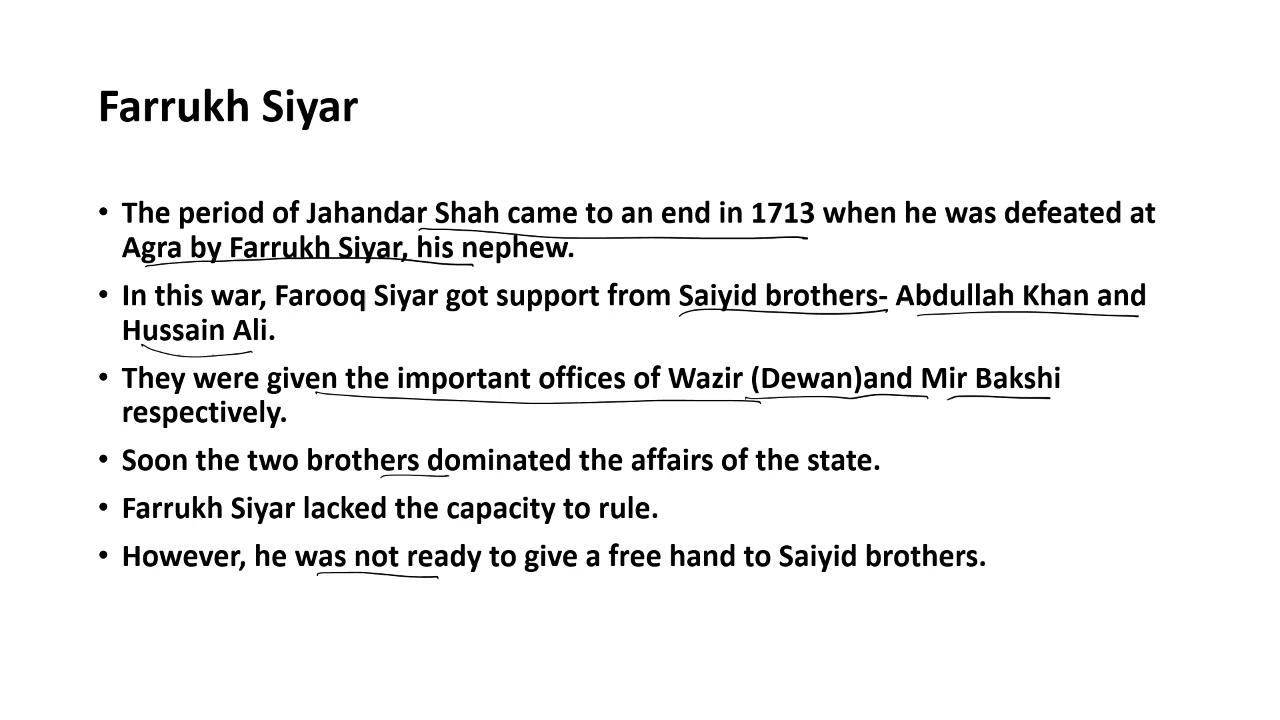 Farrukh Siyar
• The period of Jahandar Shah came to an end in 1713 when he was defeated at
Agra by Farrukh Siyar, his nephew.
• In this war, Farooq Siyar got support from Saiyid brothers- Abdullah Khan and
Hussain Ali.
• They were given the important offices of Wazir (Dewan)and Mir Bakshi
respectively.
• Soon the two brothers dominated the affairs of the state.
• Farrukh Siyar lacked the capacity to rule.
• However, he was not ready to give a free hand to Saiyid brothers.